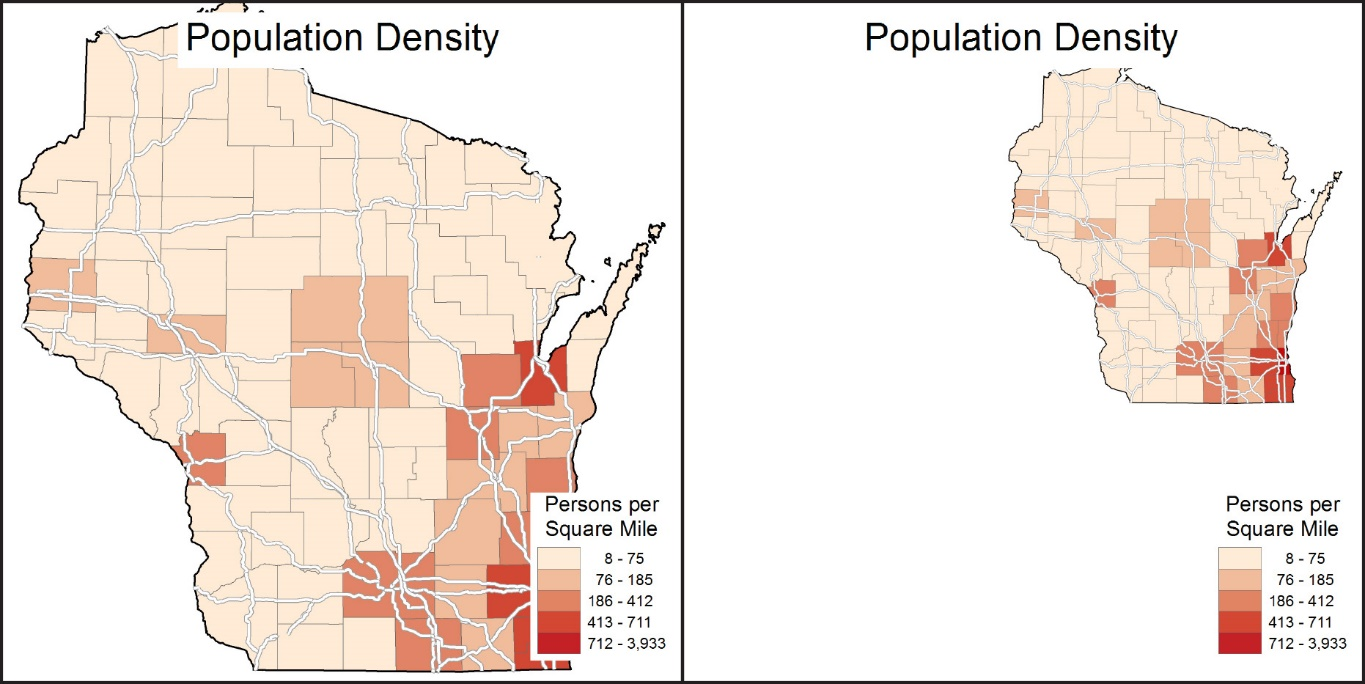 Population Density
Persons per
Square Mile
8 - 75
76 - 185
186 - 412
413 - 711
712 - 3,933
Population Density
Persons per
Square Mile
8 - 75
76 - 185
186 - 412
413 - 711
712 - 3,933